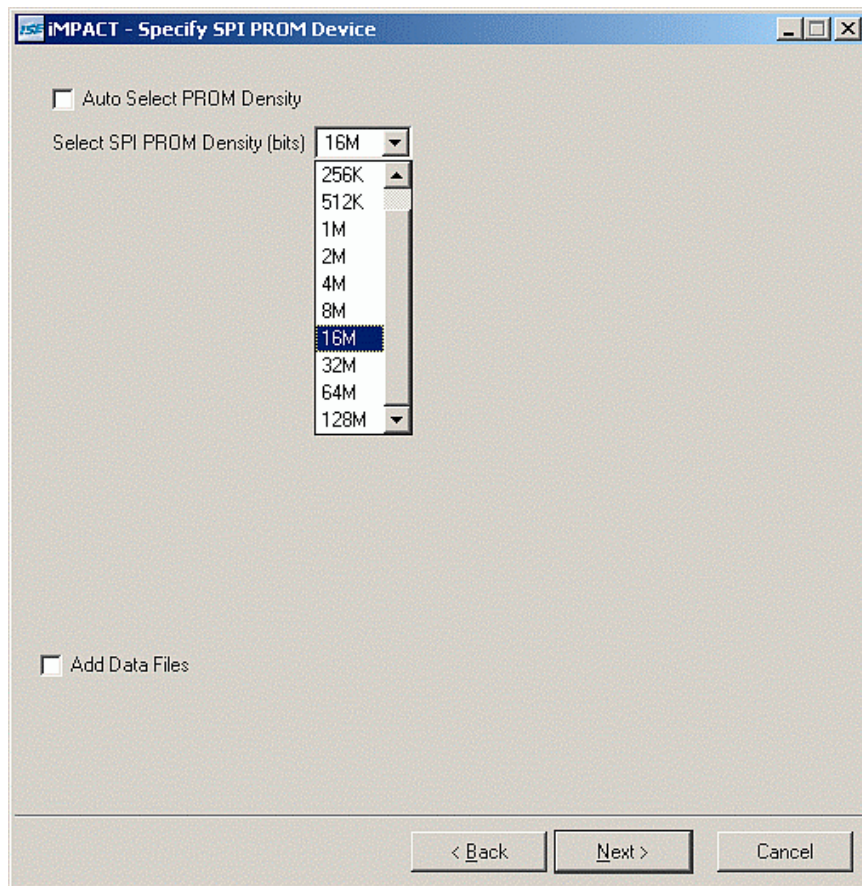 ISE iMPACT - Specify SPI PROM Device
Auto Select PROM Density
Select SPI PROM Density (bits) 16M
256K
512K
1M
2M
4M
8M
16M
32M
64M
128M
Add Data Files
< Back Next > Cancel